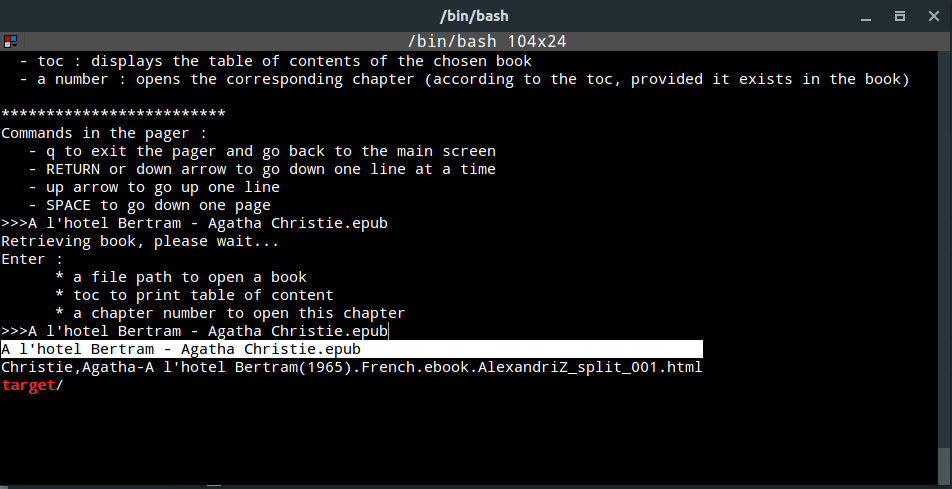 /bin/bash
/bin/bash 104x24
- toc : displays the table of contents of the chosen book
- a number : opens the corresponding chapter (according to the toc, provided it exists in the book)
*************************
Commands in the pager :
- q to exit the pager and go back to the main screen
- RETURN or down arrow to go down one line at a time
- up arrow to go up one line
- SPACE to go down one page
>>>A l'hotel Bertram - Agatha Christie.epub
Retrieving book, please wait...
Enter :
* a file path to open a book
* toc to print table of content
* a chapter number to open this chapter
>>>A l'hotel Bertram - Agatha Christie.epub
A l'hotel Bertram - Agatha Christie.epub
Christie,Agatha-A l'hotel Bertram(1965).French.ebook.AlexandriZ_split_001.html
target/